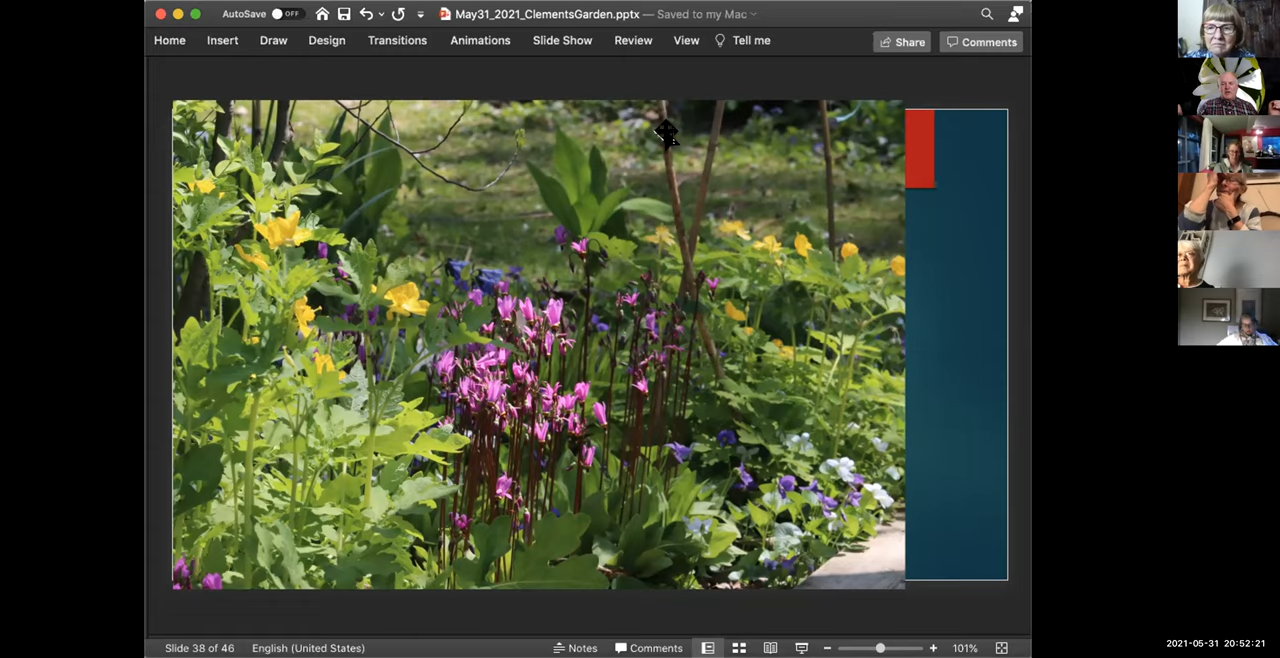 AutoSave OFF May31_2021_ClementsGarden.pptx — Saved to my Mac
Home Insert Draw Design Transitions Animations Slide Show Review View Tell me Share Comments
Slide 38 of 46 English (United States) Notes Comments 101%
2021-05-31 20:52:21